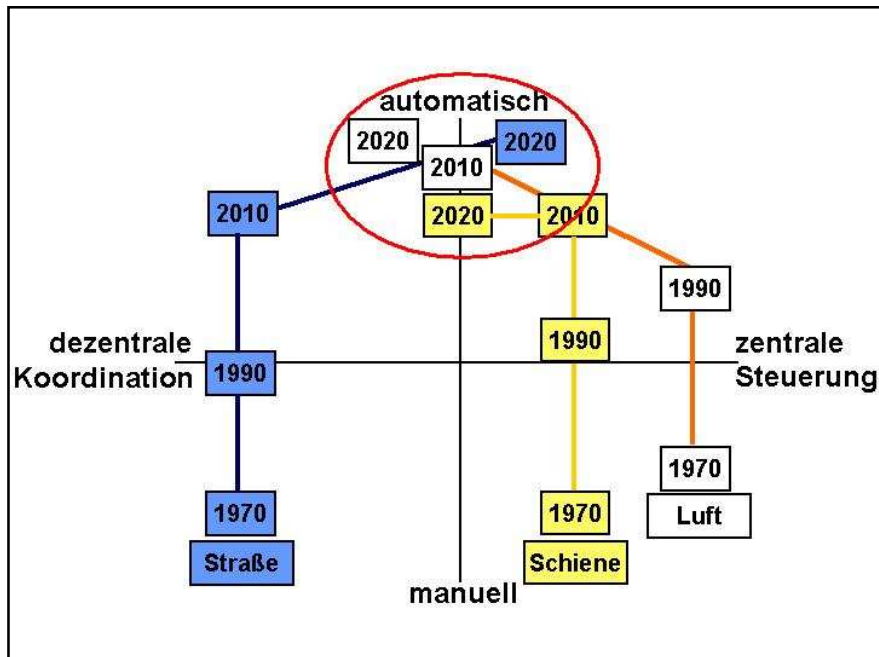 automatisch
2020
2020
2010
2010
2020
2010
1990
dezentrale
Koordination
1990
1990
zentrale
Steuerung
1970
1970
1970
Luft
Straße
Schiene
manuell